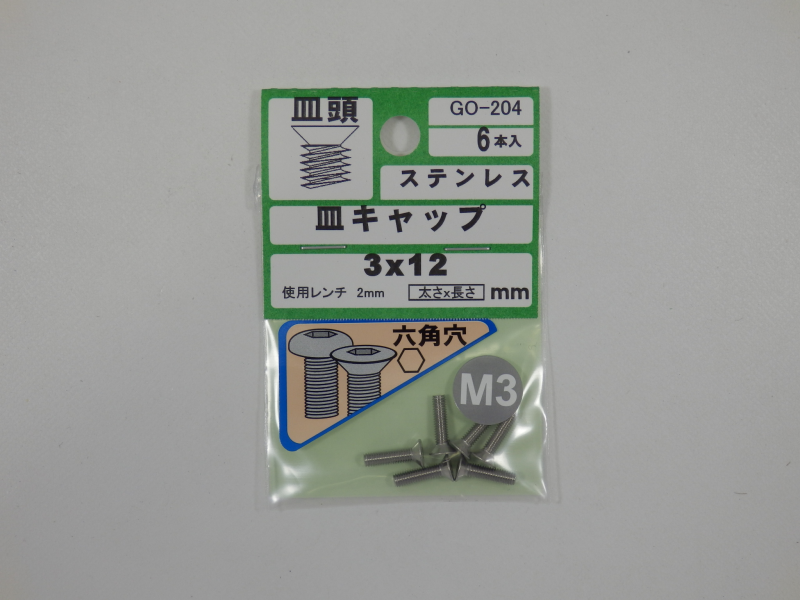 皿頭
GO-204
6本入
ステンレス
皿キャップ
3x12
使用レンチ 2mm 太さx長さ mm
六角穴
M3